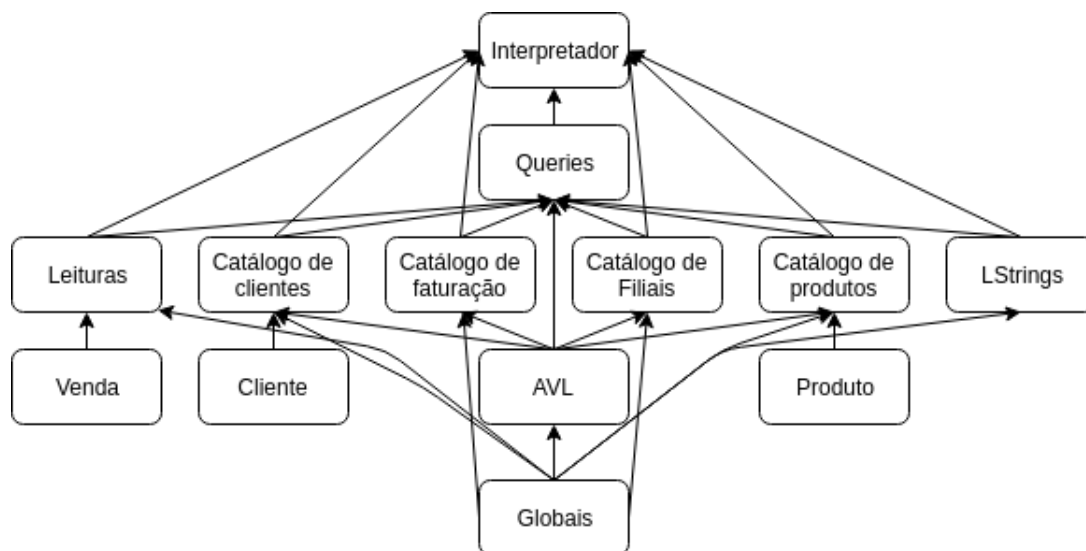 Interpretador
Queries
Leituras
Catálogo de
clientes
Catálogo de
faturação
Catálogo de
Filiais
Catálogo de
produtos
LStrings
Venda
Cliente
AVL
Produto
Globais